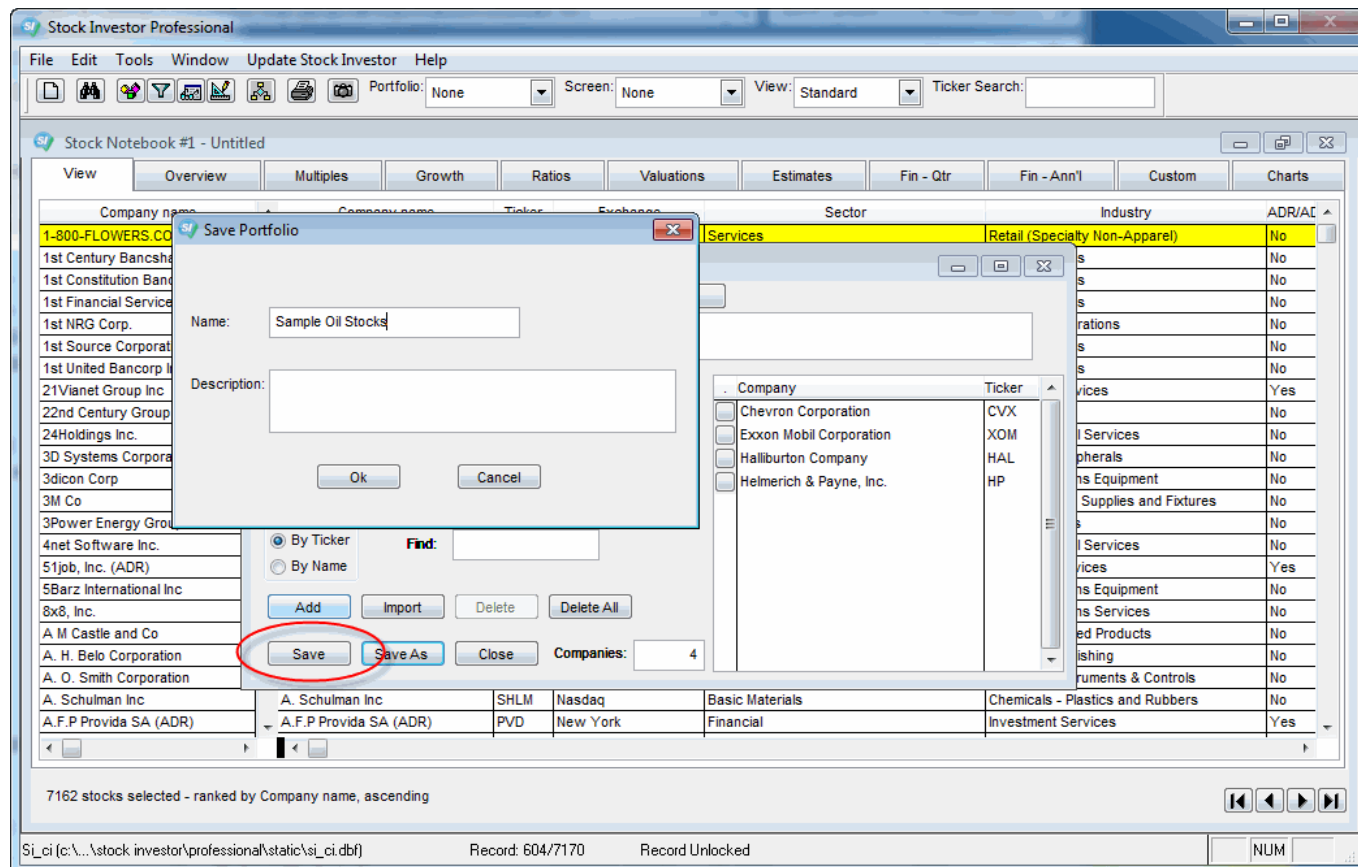 Stock Investor Professional
File Edit Tools Window Update Stock Investor Help
Portfolio: None Screen: None View: Standard Ticker Search:
Stock Notebook #1 - Untitled
View Overview Multiples Growth Ratios Valuations Estimates Fin - Qtr Fin - Ann'l Custom Charts
Company name Company name Ticker Exchange Sector Industry ADR/AD
1-800-FLOWERS.CO Services Retail (Specialty Non-Apparel) No
1st Century Bancsha s No
1st Constitution Banc s No
1st Financial Service s No
1st NRG Corp. rations No
1st Source Corporat s No
1st United Bancorp I s No
21Vianet Group Inc vices Yes
22nd Century Group No
24Holdings Inc. l Services No
3D Systems Corpora pherals No
3dicon Corp ns Equipment No
3M Co Supplies and Fixtures No
3Power Energy Grou s No
4net Software Inc. l Services No
51job, Inc. (ADR) vices Yes
5Barz International Inc ns Equipment No
8x8, Inc. ns Services No
A M Castle and Co ed Products No
A. H. Belo Corporation ishing No
A. O. Smith Corporation ruments & Controls No
A. Schulman Inc A. Schulman Inc SHLM Nasdaq Basic Materials Chemicals - Plastics and Rubbers No
A.F.P Provida SA (ADR) A.F.P Provida SA (ADR) PVD New York Financial Investment Services Yes
Save Portfolio
Name: Sample Oil Stocks
Description:
Ok Cancel
. Company Ticker
Chevron Corporation CVX
Exxon Mobil Corporation XOM
Halliburton Company HAL
Helmerich & Payne, Inc. HP
By Ticker Find:
By Name
Add Import Delete Delete All
Save Save As Close Companies: 4
7162 stocks selected - ranked by Company name, ascending
Si_ci (c:\...\stock investor\professional\static\si_ci.dbf) Record: 604/7170 Record Unlocked NUM